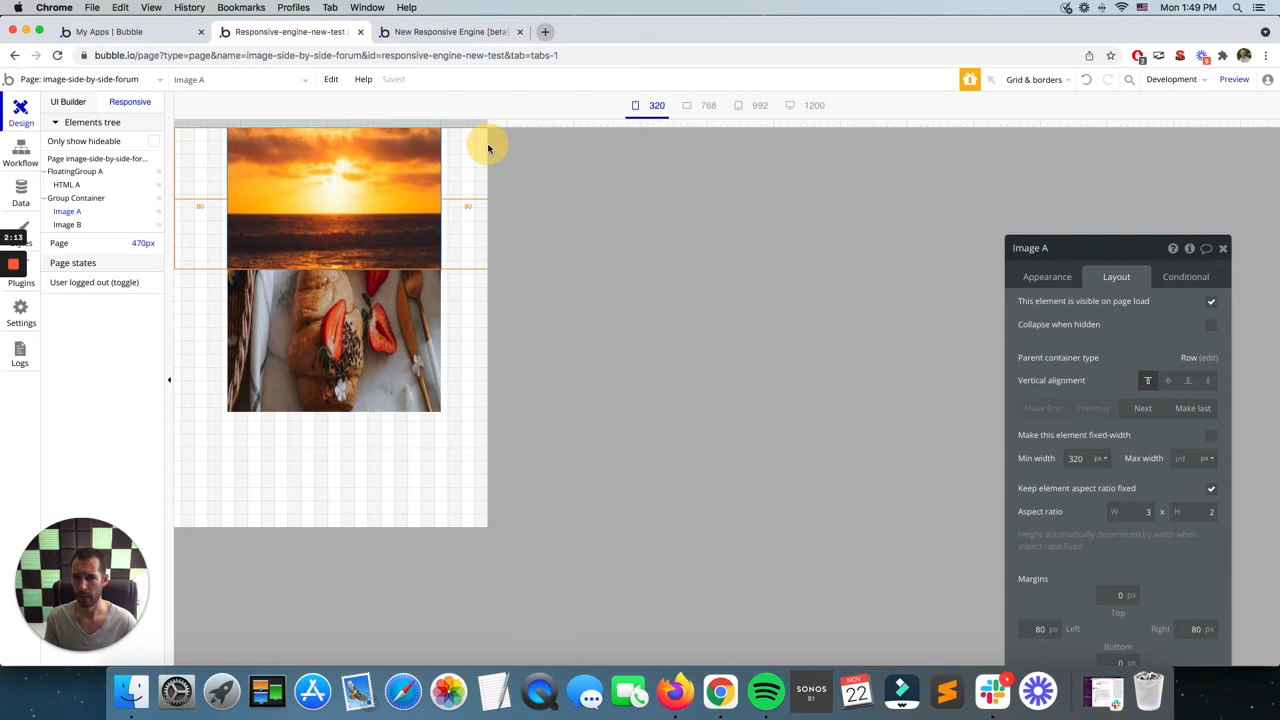 Chrome File Edit View History Bookmarks Profiles Tab Window Help
Mon 1:49 PM
My Apps | Bubble
Responsive-engine-new-test
New Responsive Engine [beta]
bubble.io/page?type=page&name=image-side-by-side-forum&id=responsive-engine-new-test&tab=tabs-1
Page: image-side-by-side-forum
Image A
Edit Help Saved
Grid & borders
Development
Preview
UI Builder Responsive
320 768 992 1200
Elements tree
Only show hideable
Page image-side-by-side-for...
FloatingGroup A
HTML A
Group Container
Image A
Image B
Page 470px
Page states
User logged out (toggle)
Design
Workflow
Data
2:13
Plugins
Settings
Logs
80
80
Image A
Appearance Layout Conditional
This element is visible on page load
Collapse when hidden
Parent container type Row (edit)
Vertical alignment
Make first Previous Next Make last
Make this element fixed-width
Min width 320 px Max width inf px
Keep element aspect ratio fixed
Aspect ratio W 3 x H 2
Height automatically determined by width when
aspect ratio fixed
Margins
0 px
Top
80 px Left Right 80 px
Bottom
0 px
SONOS
S1
NOV
22